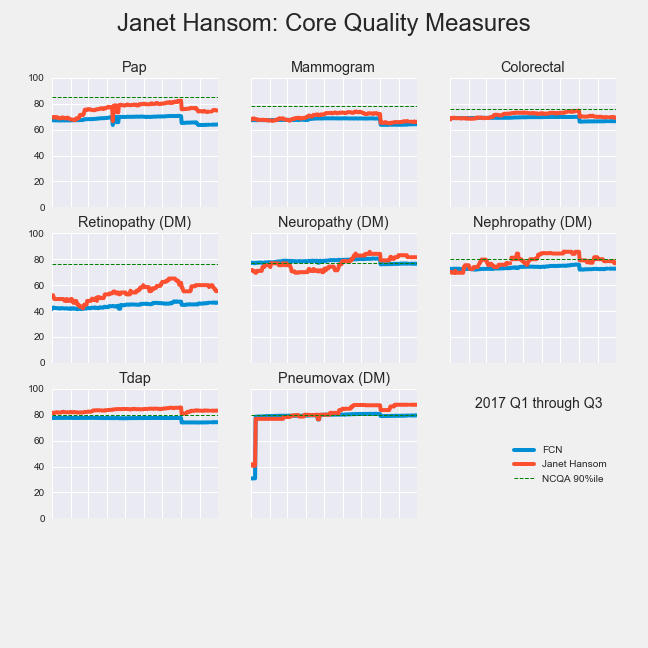 Janet Hansom: Core Quality Measures
Pap
Mammogram
Colorectal
100
80
60
40
20
0
Retinopathy (DM)
Neuropathy (DM)
Nephropathy (DM)
100
80
60
40
20
0
Tdap
Pneumovax (DM)
100
80
60
40
20
0
2017 Q1 through Q3
FCN
Janet Hansom
NCQA 90%ile